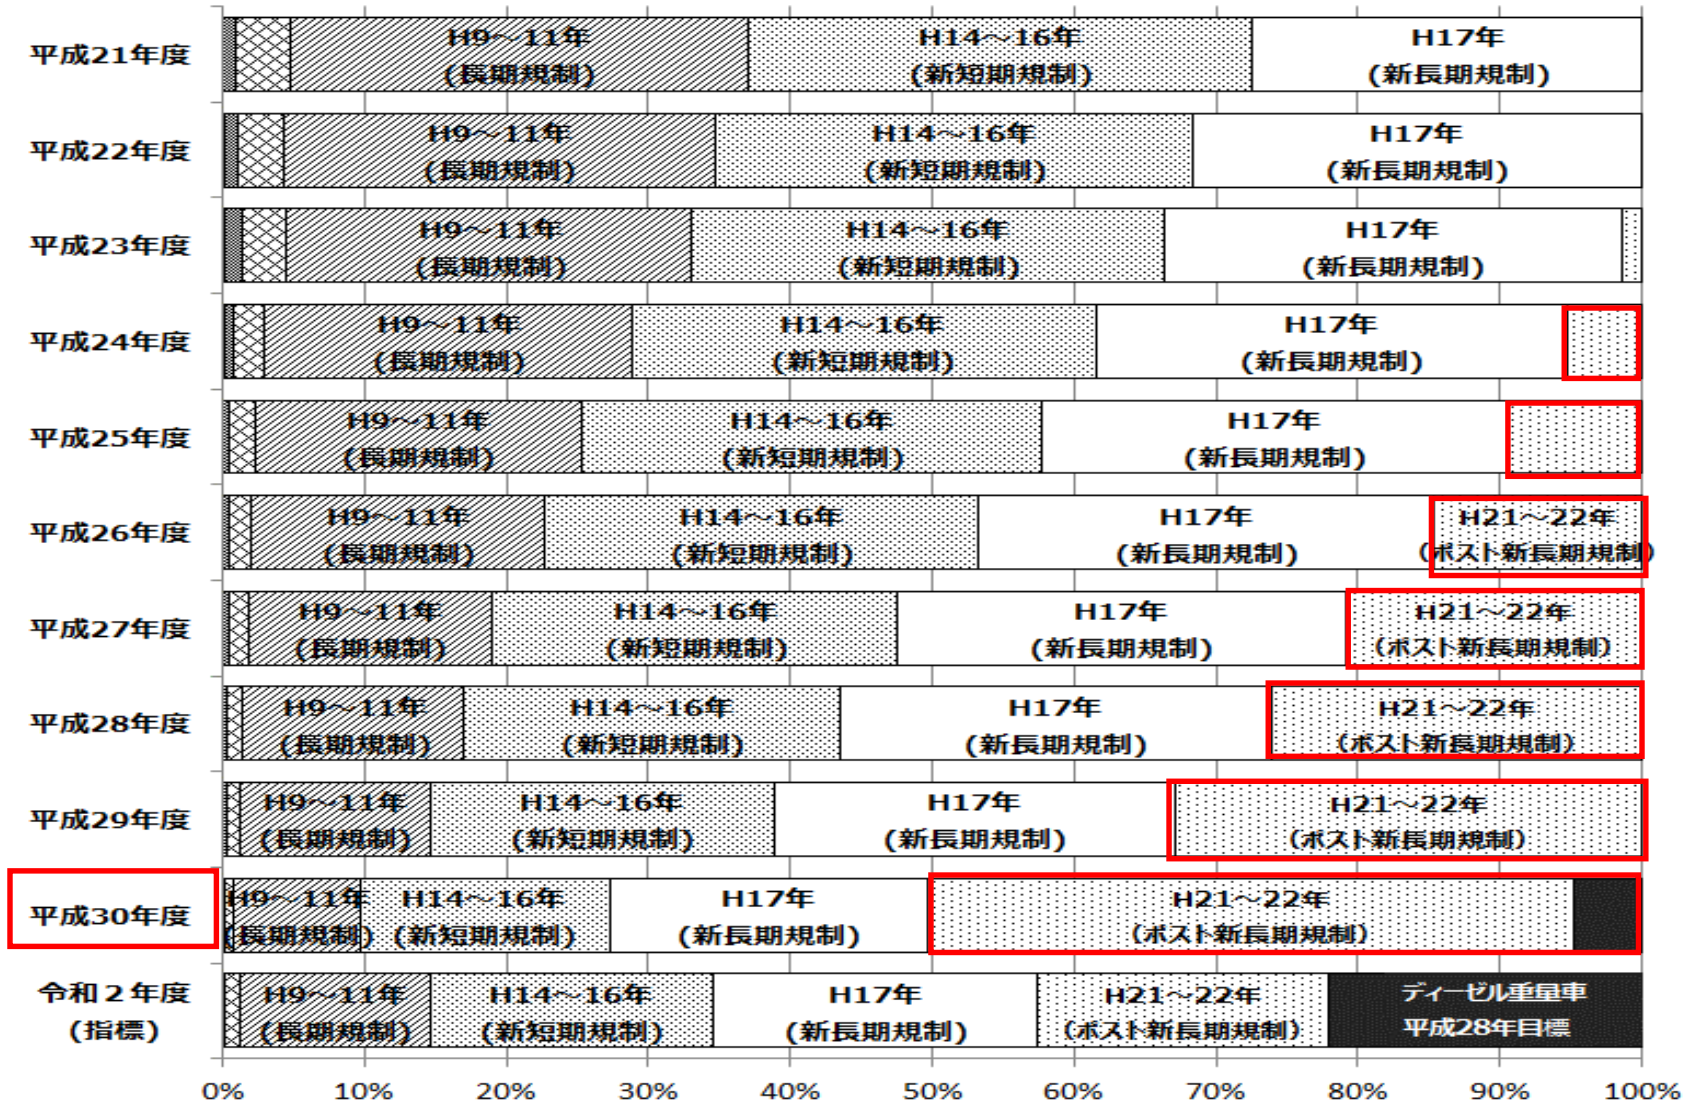 平成21年度
H9～11年
(長期規制)
H14～16年
(新短期規制)
H17年
(新長期規制)
平成22年度
H9～11年
(長期規制)
H14～16年
(新短期規制)
H17年
(新長期規制)
平成23年度
H9～11年
(長期規制)
H14～16年
(新短期規制)
H17年
(新長期規制)
平成24年度
H9～11年
(長期規制)
H14～16年
(新短期規制)
H17年
(新長期規制)
平成25年度
H9～11年
(長期規制)
H14～16年
(新短期規制)
H17年
(新長期規制)
平成26年度
H9～11年
(長期規制)
H14～16年
(新短期規制)
H17年
(新長期規制)
H21～22年
(ポスト新長期規制)
平成27年度
H9～11年
(長期規制)
H14～16年
(新短期規制)
H17年
(新長期規制)
H21～22年
(ポスト新長期規制)
平成28年度
H9～11年
(長期規制)
H14～16年
(新短期規制)
H17年
(新長期規制)
H21～22年
(ポスト新長期規制)
平成29年度
H9～11年
(長期規制)
H14～16年
(新短期規制)
H17年
(新長期規制)
H21～22年
(ポスト新長期規制)
平成30年度
H9～11年
(長期規制)
H14～16年
(新短期規制)
H17年
(新長期規制)
H21～22年
(ポスト新長期規制)
令和２年度
(指標)
H9～11年
(長期規制)
H14～16年
(新短期規制)
H17年
(新長期規制)
H21～22年
(ポスト新長期規制)
ディーゼル重量車
平成28年目標
0% 10% 20% 30% 40% 50% 60% 70% 80% 90% 100%